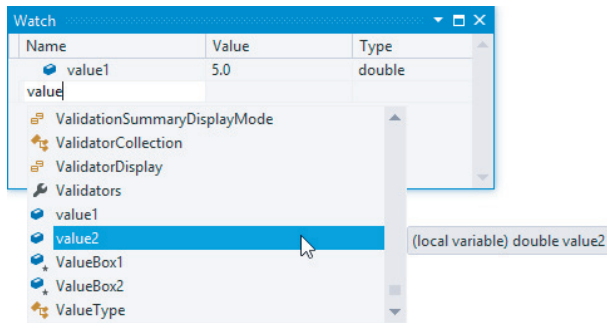 Watch
Name Value Type
value1 5.0 double
value
ValidationSummaryDisplayMode
ValidatorCollection
ValidatorDisplay
Validators
value1
value2
(local variable) double value2
ValueBox1
ValueBox2
ValueType